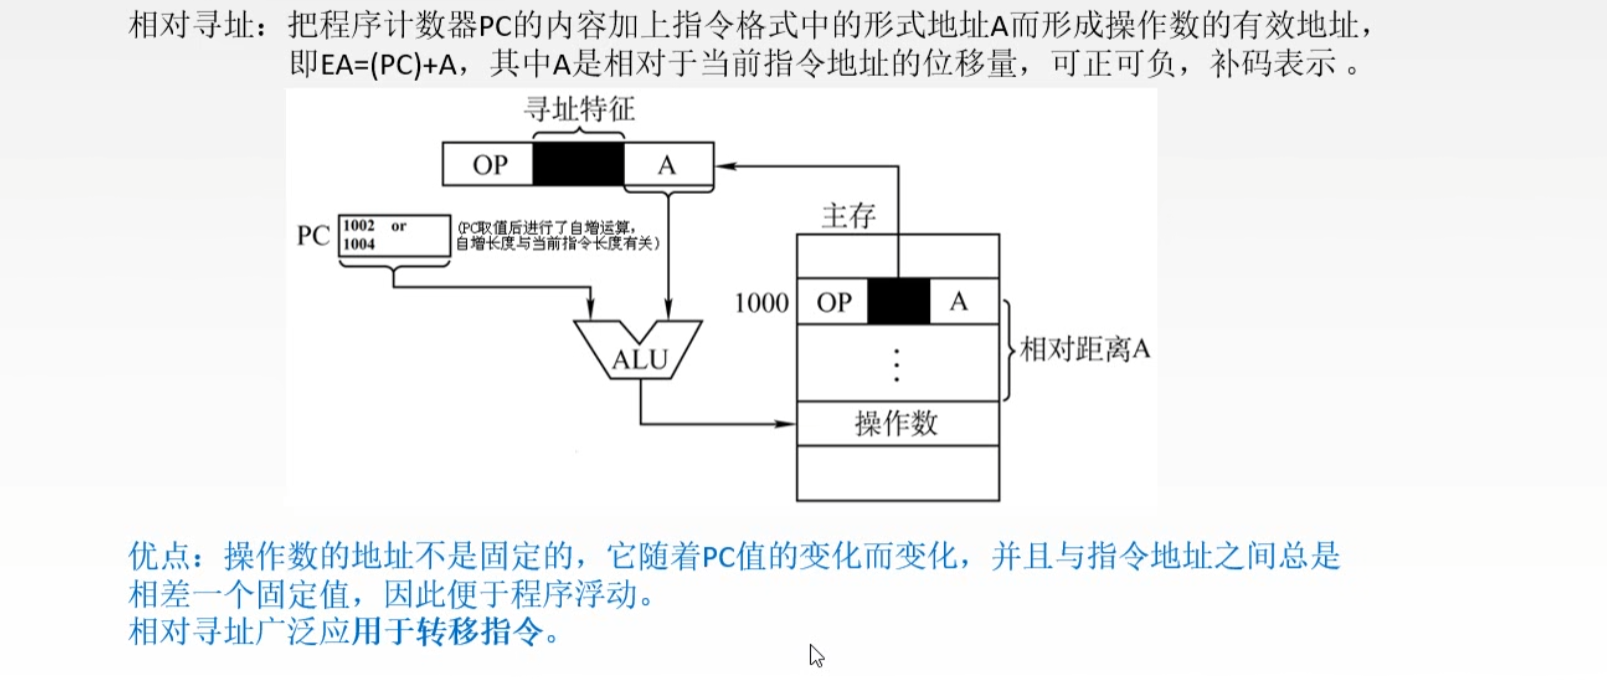 相对寻址：把程序计数器PC的内容加上指令格式中的形式地址A而形成操作数的有效地址，
即EA=(PC)+A，其中A是相对于当前指令地址的位移量，可正可负，补码表示 。
寻址特征
OP A
主存
PC 1002 or
1004
(PC取值后进行了自增运算，
自增长度与当前指令长度有关)
1000 OP A
相对距离A
ALU
操作数
优点：操作数的地址不是固定的，它随着PC值的变化而变化，并且与指令地址之间总是
相差一个固定值，因此便于程序浮动。
相对寻址广泛应用于转移指令。